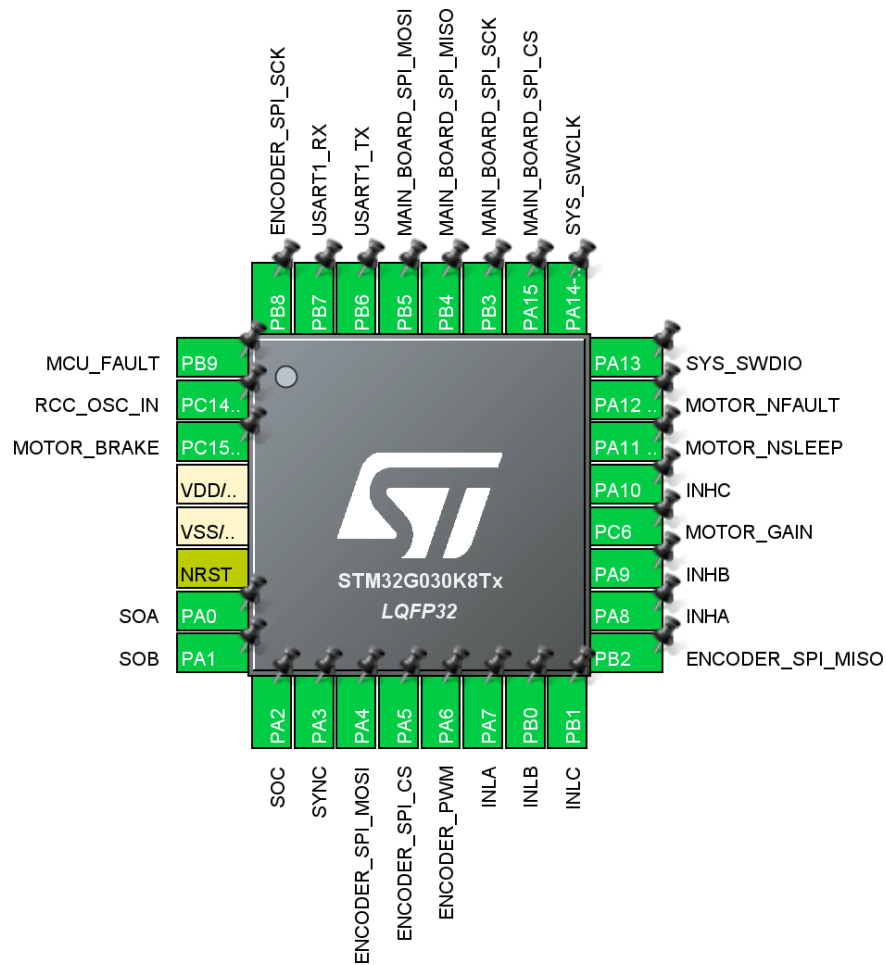 ENCODER_SPI_SCK
USART1_RX
USART1_TX
MAIN_BOARD_SPI_MOSI
MAIN_BOARD_SPI_MISO
MAIN_BOARD_SPI_SCK
MAIN_BOARD_SPI_CS
SYS_SWCLK
PB8
PB7
PB6
PB5
PB4
PB3
PA15
PA14-..
MCU_FAULT PB9
RCC_OSC_IN PC14..
MOTOR_BRAKE PC15..
VDD/..
VSS/..
NRST
SOA PA0
SOB PA1
ST
STM32G030K8Tx
LQFP32
PA13 SYS_SWDIO
PA12 .. MOTOR_NFAULT
PA11 .. MOTOR_NSLEEP
PA10 INHC
PC6 MOTOR_GAIN
PA9 INHB
PA8 INHA
PB2 ENCODER_SPI_MISO
PA2
PA3
PA4
PA5
PA6
PA7
PB0
PB1
SOC
SYNC
ENCODER_SPI_MOSI
ENCODER_SPI_CS
ENCODER_PWM
INLA
INLB
INLC